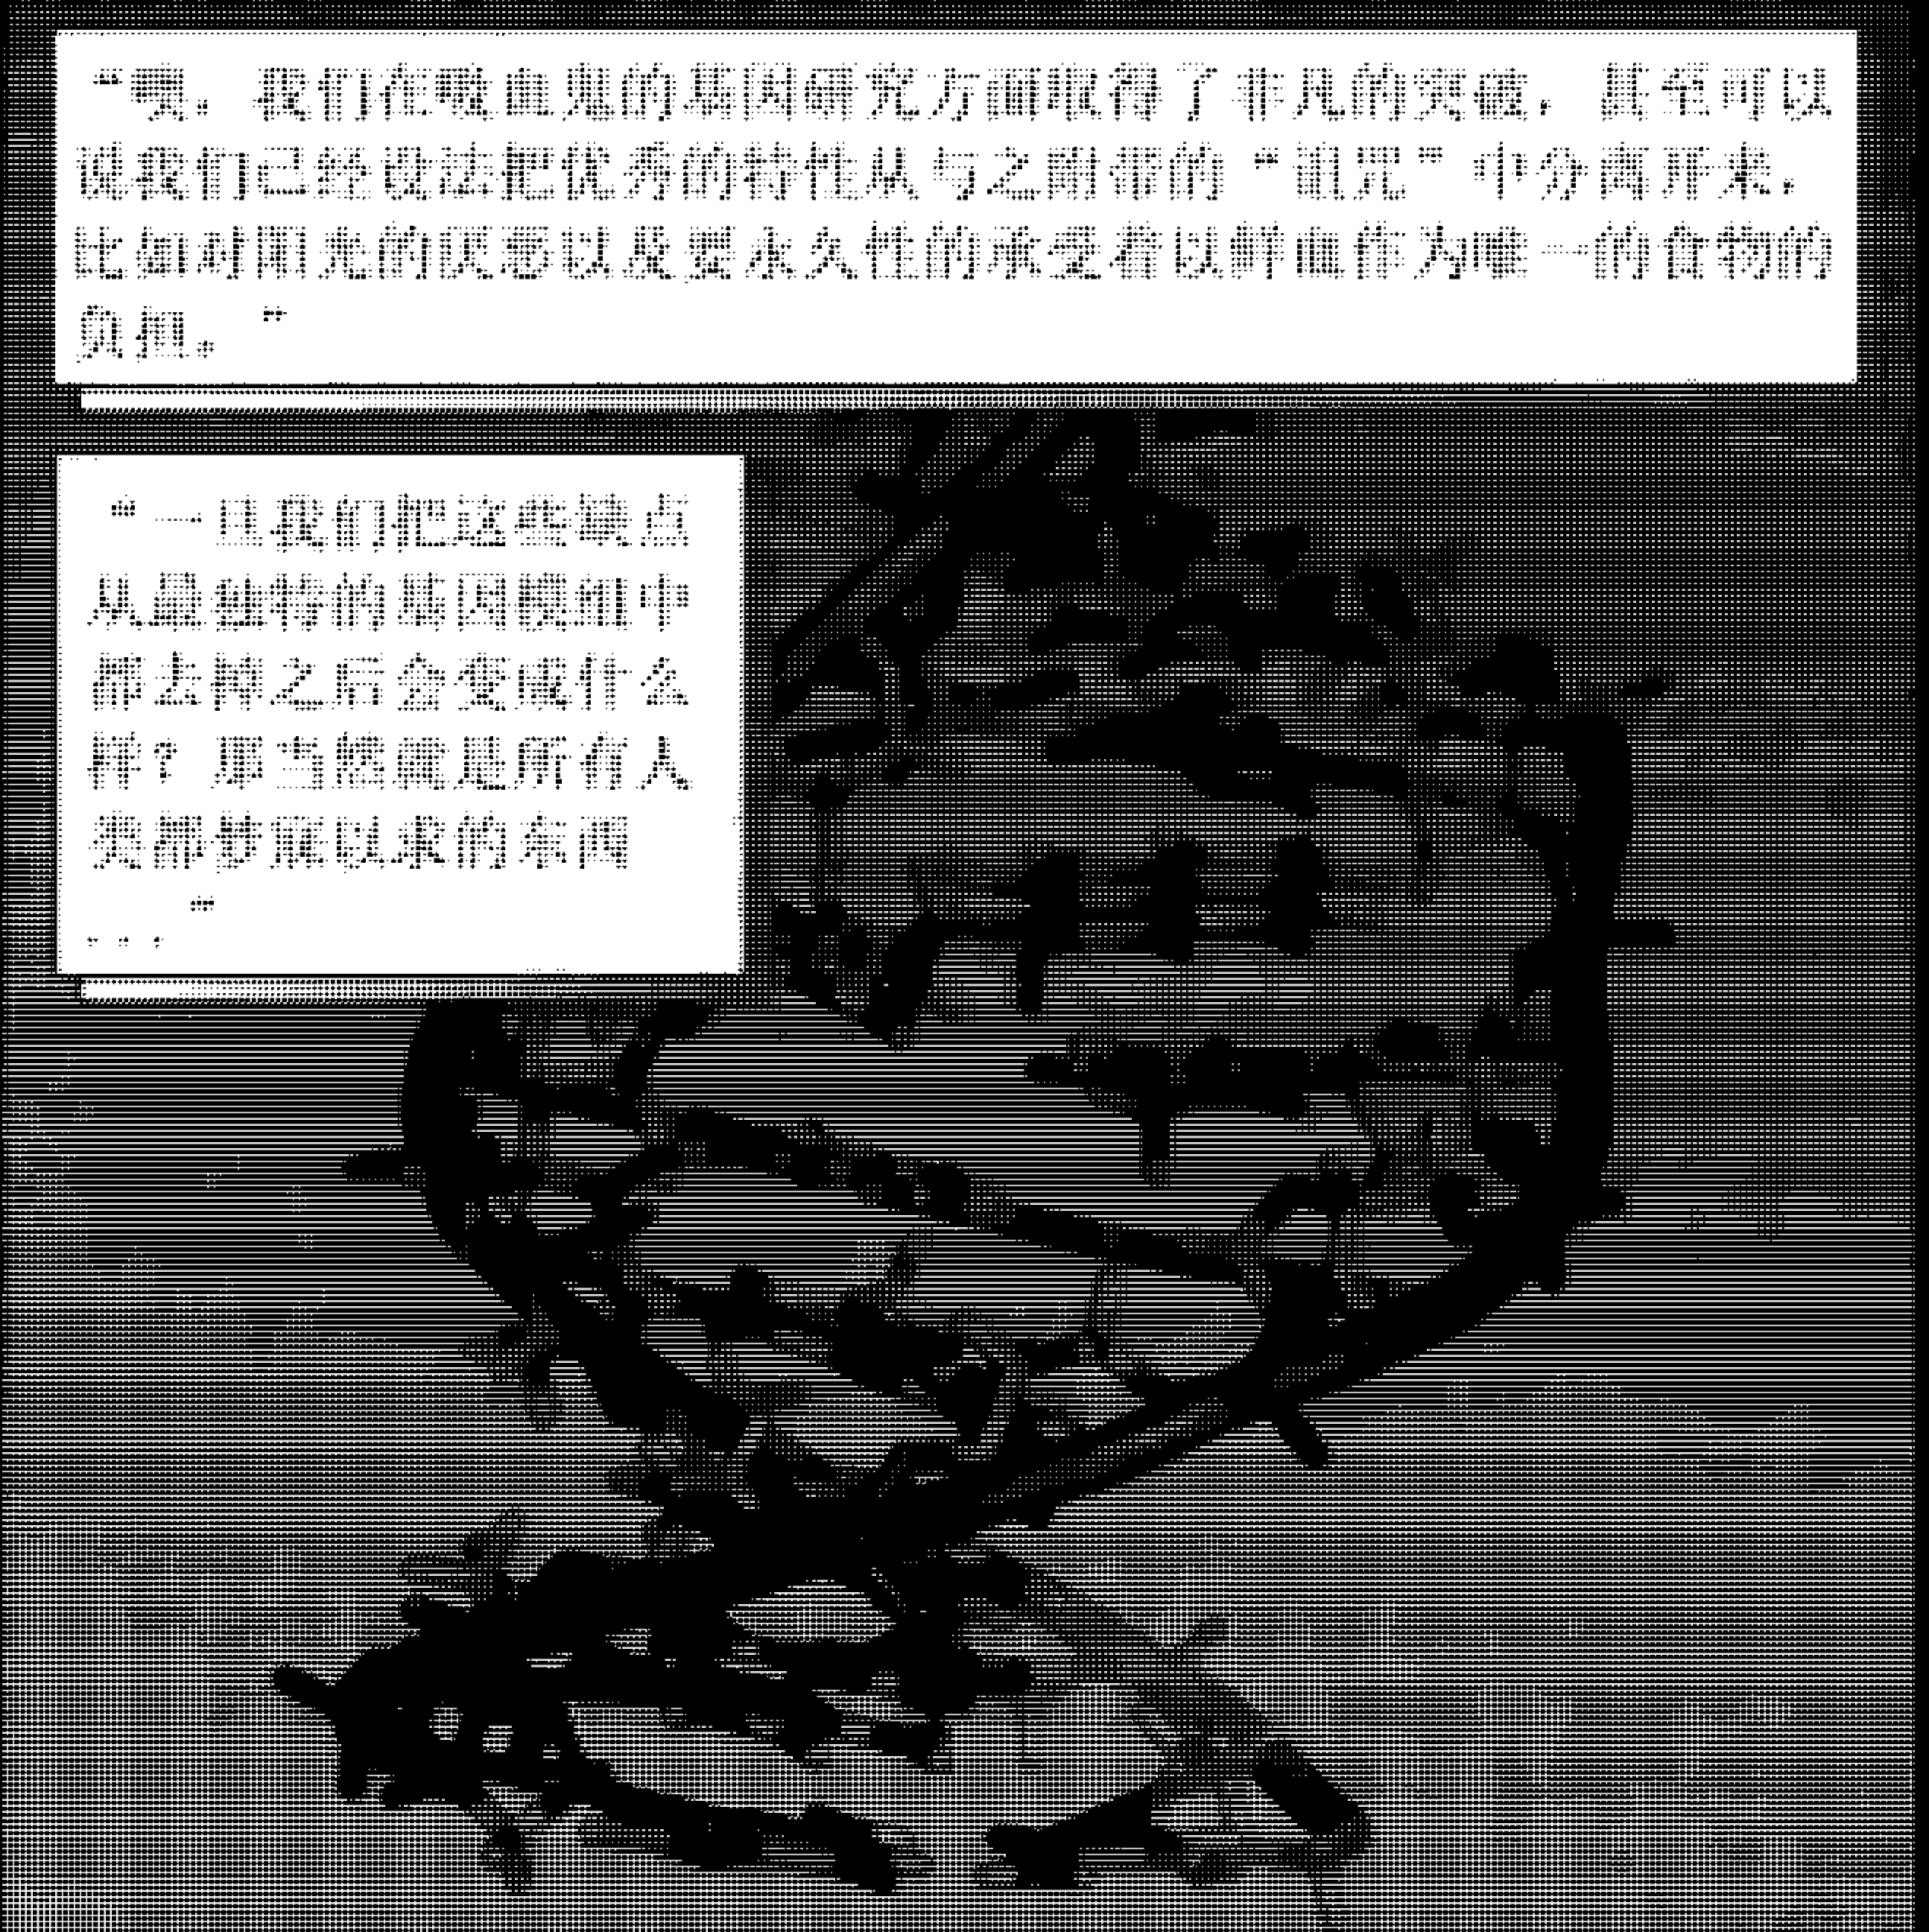 “嘿。我们在吸血鬼的基因研究方面取得了非凡的突破，甚至可以
说我们已经设法把优秀的特性从与之附带的“诅咒”中分离开来。
比如对阳光的厌恶以及要永久性的承受着以鲜血作为唯一的食物的
负担。”
“一旦我们把这些缺点
从最独特的基因模组中
都去掉之后会变成什么
样？那当然就是所有人
类都梦寐以求的东西
...”